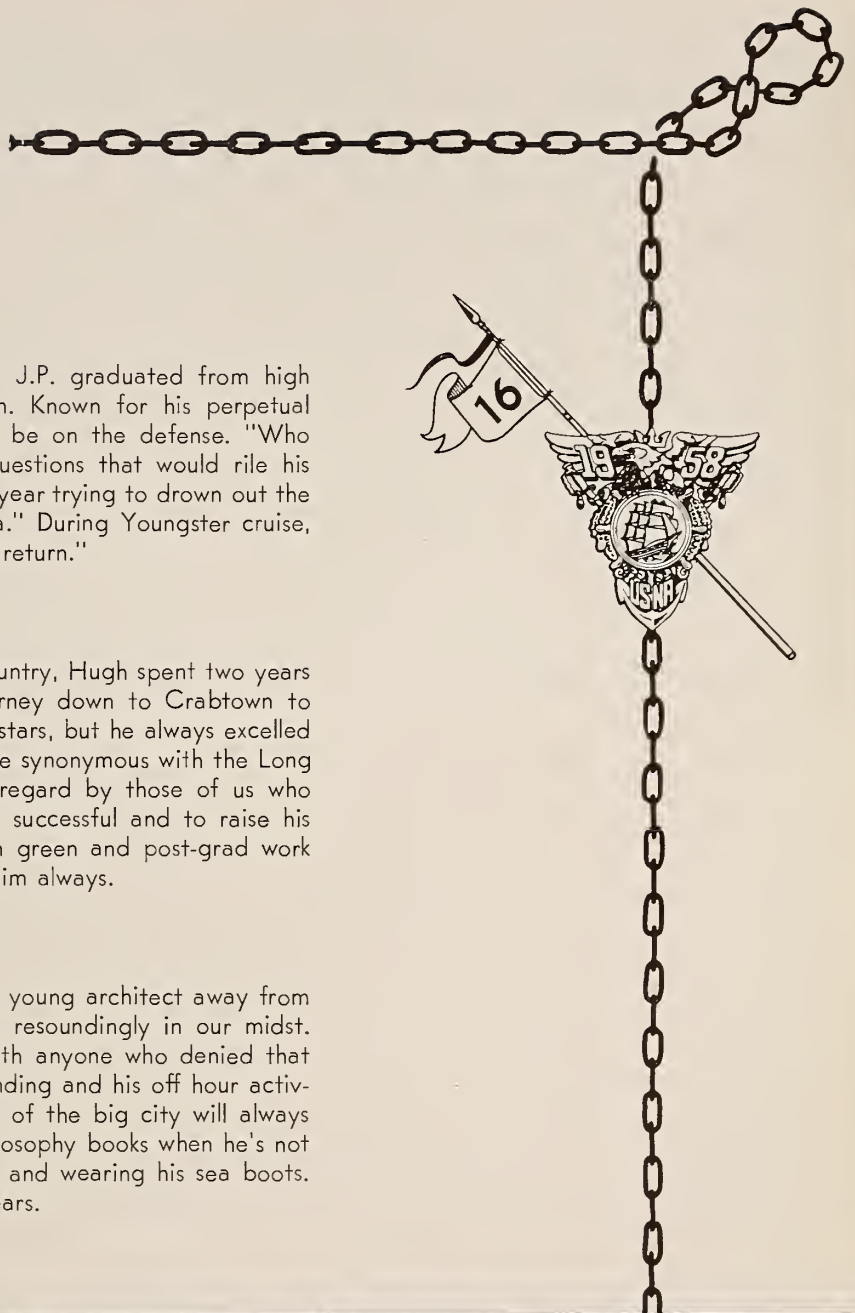 16
19 58
USNA
J.P. graduated from high
n. Known for his perpetual
be on the defense. "Who
uestions that would rile his
year trying to drown out the
a." During Youngster cruise,
return."
untry, Hugh spent two years
rney down to Crabtown to
stars, but he always excelled
e synonymous with the Long
regard by those of us who
successful and to raise his
n green and post-grad work
im always.
young architect away from
resoundingly in our midst.
th anyone who denied that
nding and his off hour activ-
of the big city will always
losophy books when he's not
and wearing his sea boots.
ars.